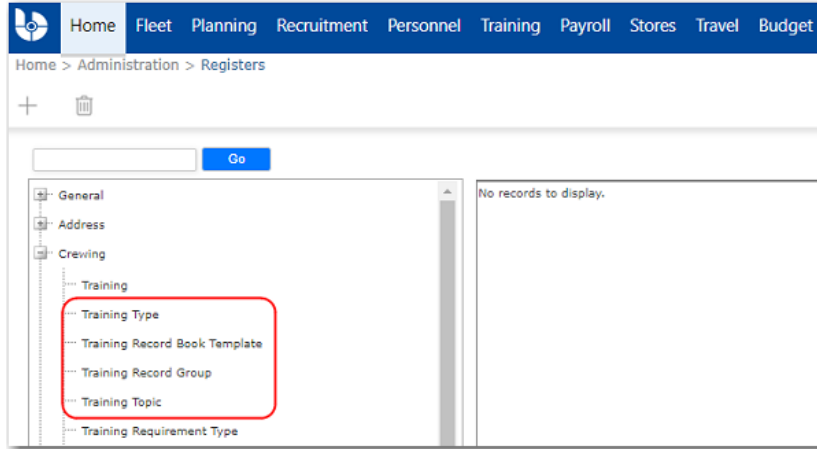 Home Fleet Planning Recruitment Personnel Training Payroll Stores Travel Budget
Home > Administration > Registers
Go
General
Address
Crewing
Training
Training Type
Training Record Book Template
Training Record Group
Training Topic
Training Requirement Type
No records to display.